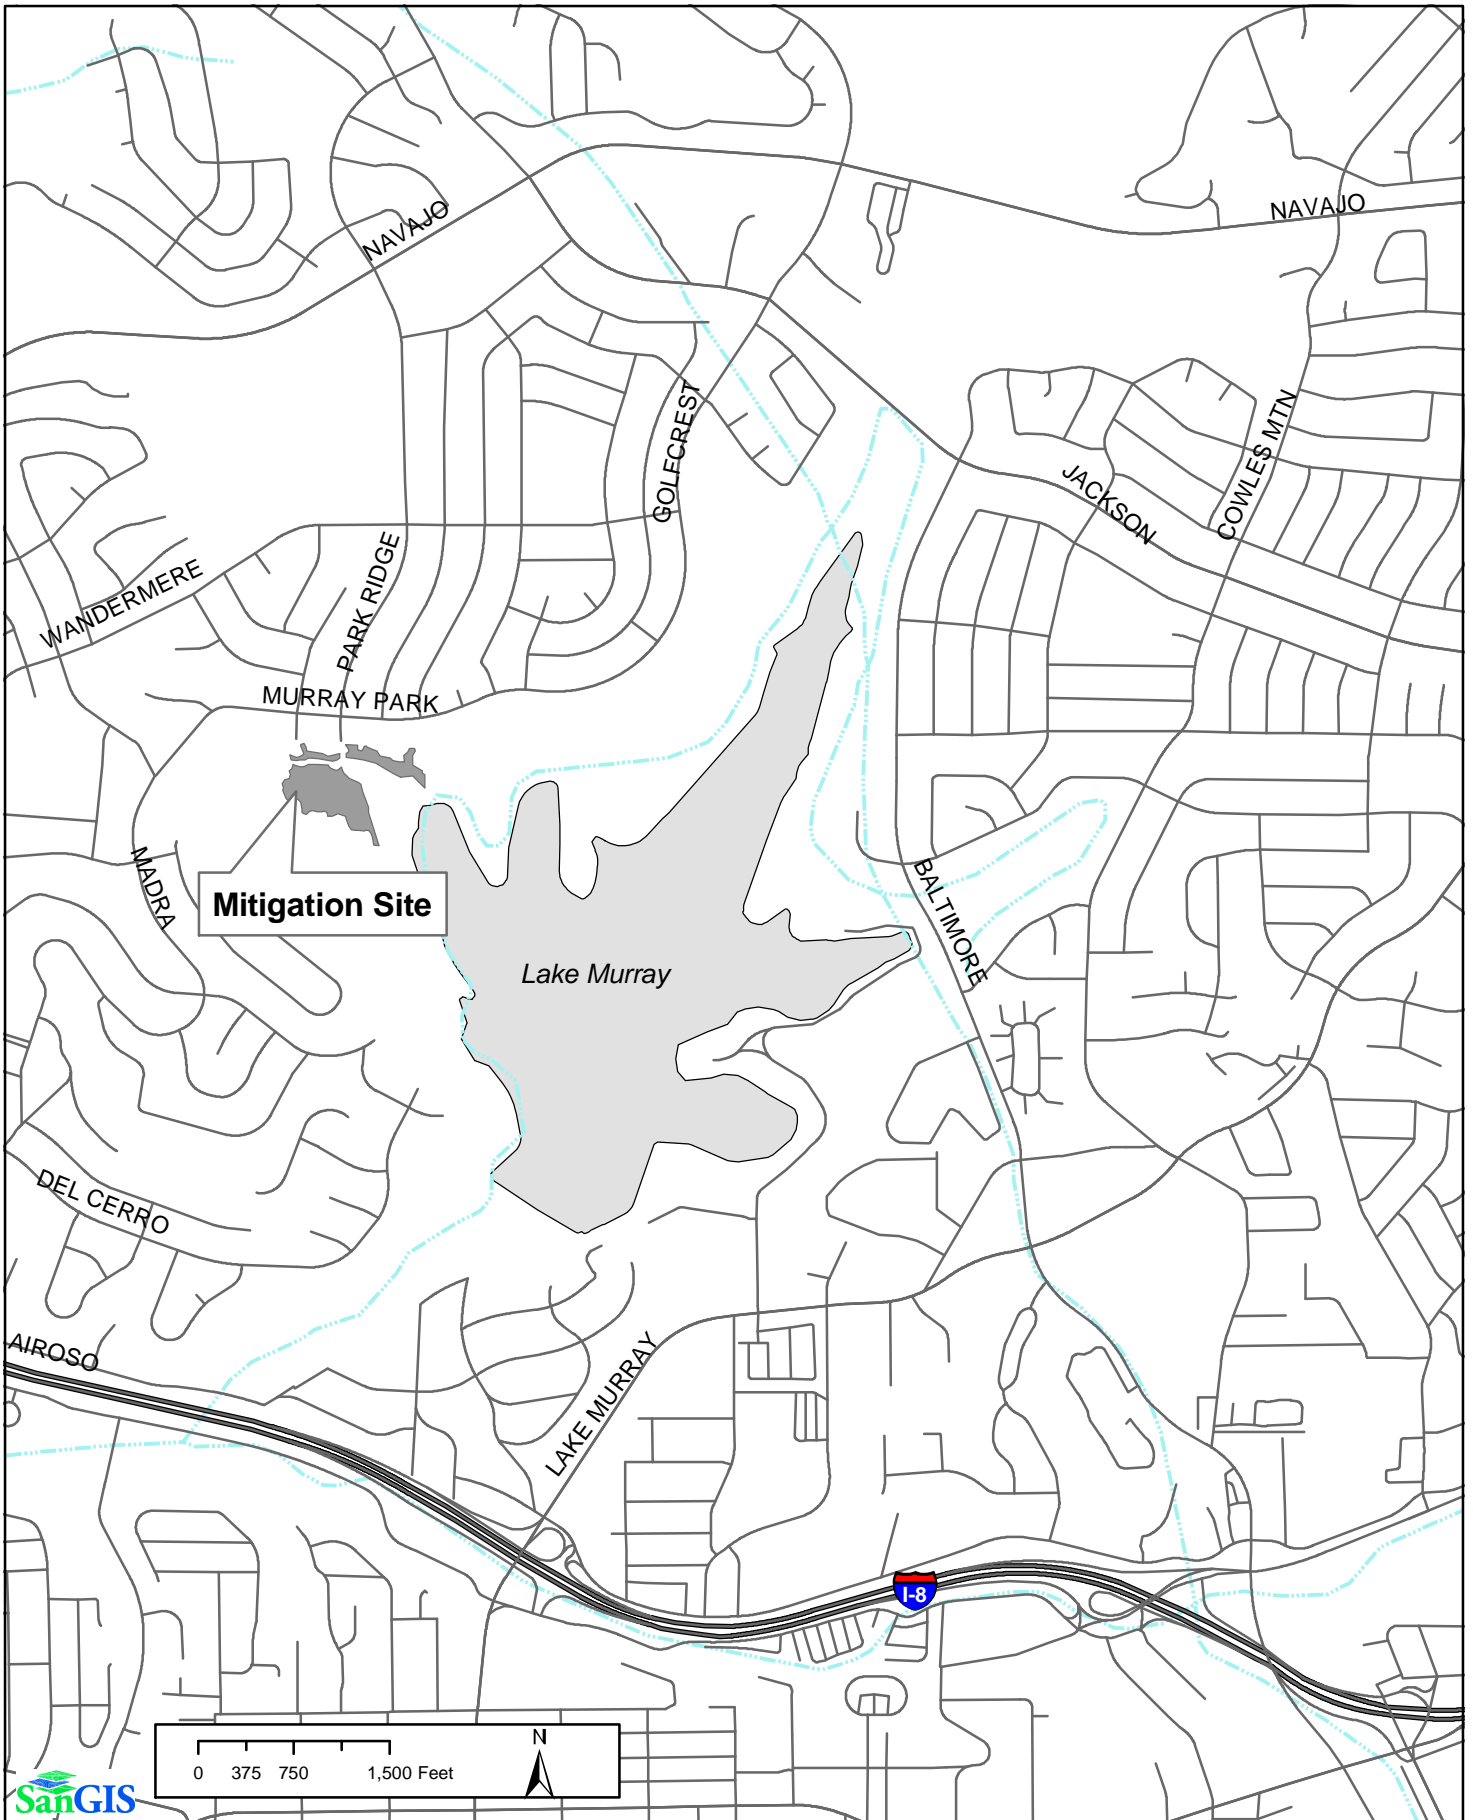 NAVAJO
NAVAJO
GOLFCREST
COWLES MTN
JACKSON
WANDERMERE
PARK RIDGE
MURRAY PARK
MADRA
Mitigation Site
BALTIMORE
Lake Murray
DEL CERRO
AIROSO
LAKE MURRAY
I-8
N
0 375 750 1,500 Feet
SanGIS